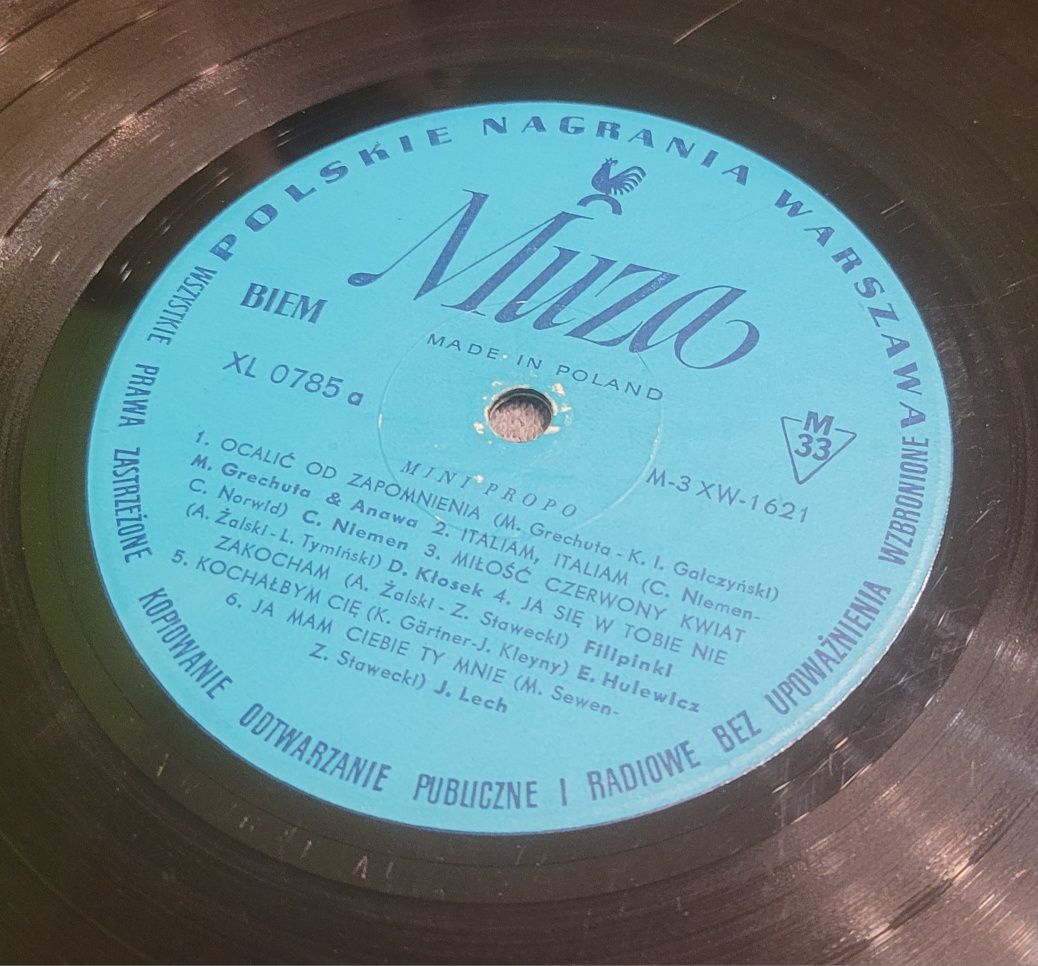 POLSKIE NAGRANIA WARSZAWA
Muza
MADE IN POLAND
BIEM
XL 0785 a
M
33
M-3 XW-1621
MINI PROPO
1. OCALIĆ OD ZAPOMNIENIA (M. Grechuta - K. I. Gałczyński)
M. Grechuta & Anawa 2. ITALIAM, ITALIAM (C. Niemen-
C. Norwid) C. Niemen 3. MIŁOŚĆ CZERWONY KWIAT
(A. Żalski - L. Tymiński) D. Kłosek 4. JA SIĘ W TOBIE NIE
ZAKOCHAM (A. Żalski - Z. Stawecki) Filipinki
5. KOCHAŁBYM CIĘ (K. Gärtner-J. Kleyny) E. Hulewicz
6. JA MAM CIEBIE TY MNIE (M. Sewen-
Z. Stawecki) J. Lech
WSZYSTKIE PRAWA ZASTRZEŻONE KOPIOWANIE ODTWARZANIE PUBLICZNE I RADIOWE BEZ UPOWAŻNIENIA WZBRONIONE